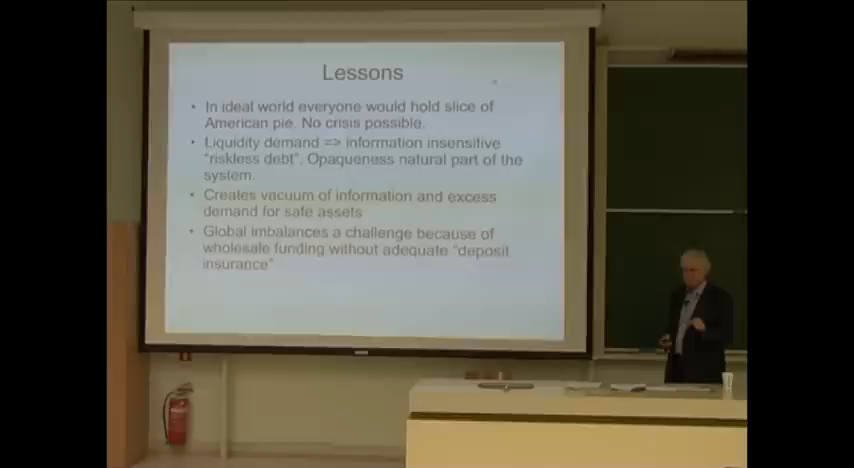 Lessons
• In ideal world everyone would hold slice of
American pie. No crisis possible.
• Liquidity demand => information insensitive
"riskless debt". Opaqueness natural part of the
system.
• Creates vacuum of information and excess
demand for safe assets
• Global imbalances a challenge because of
wholesale funding without adequate "deposit
insurance"